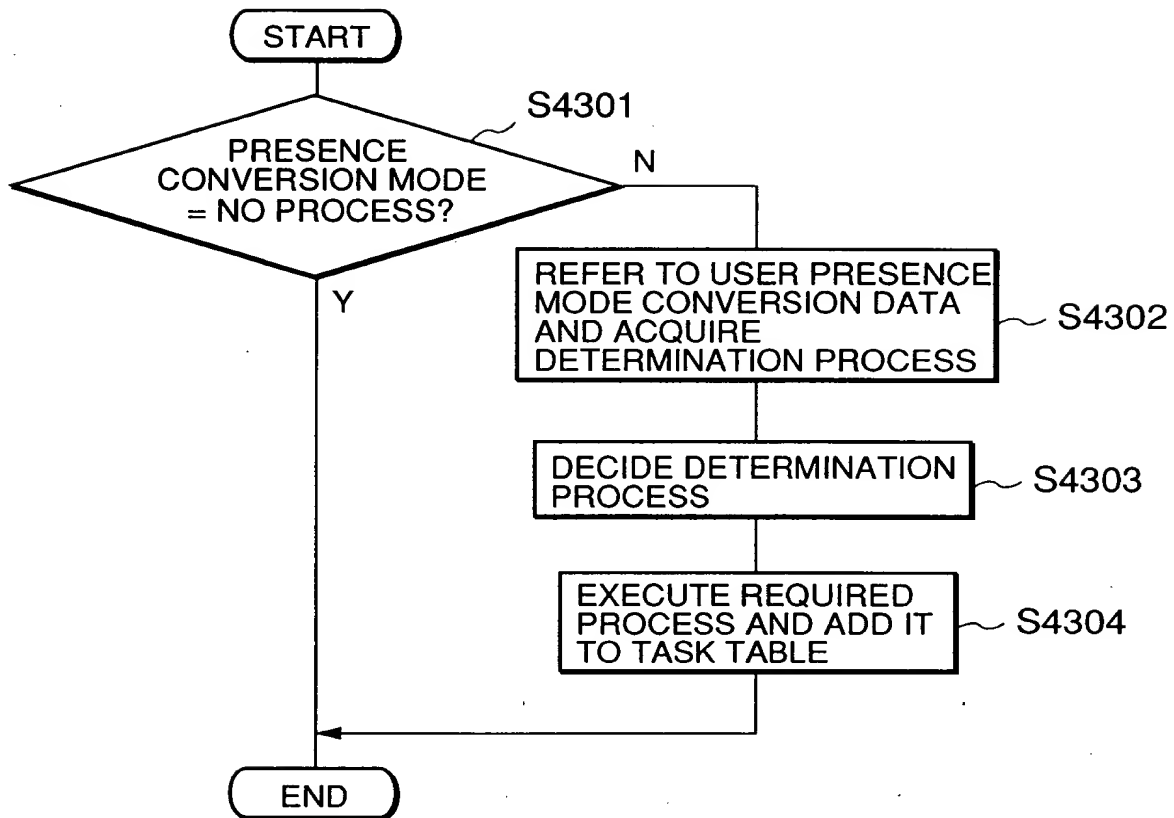 START
S4301
PRESENCE
CONVERSION MODE
= NO PROCESS?
N
Y
REFER TO USER PRESENCE
MODE CONVERSION DATA
AND ACQUIRE
DETERMINATION PROCESS
S4302
DECIDE DETERMINATION
PROCESS
S4303
EXECUTE REQUIRED
PROCESS AND ADD IT
TO TASK TABLE
S4304
END